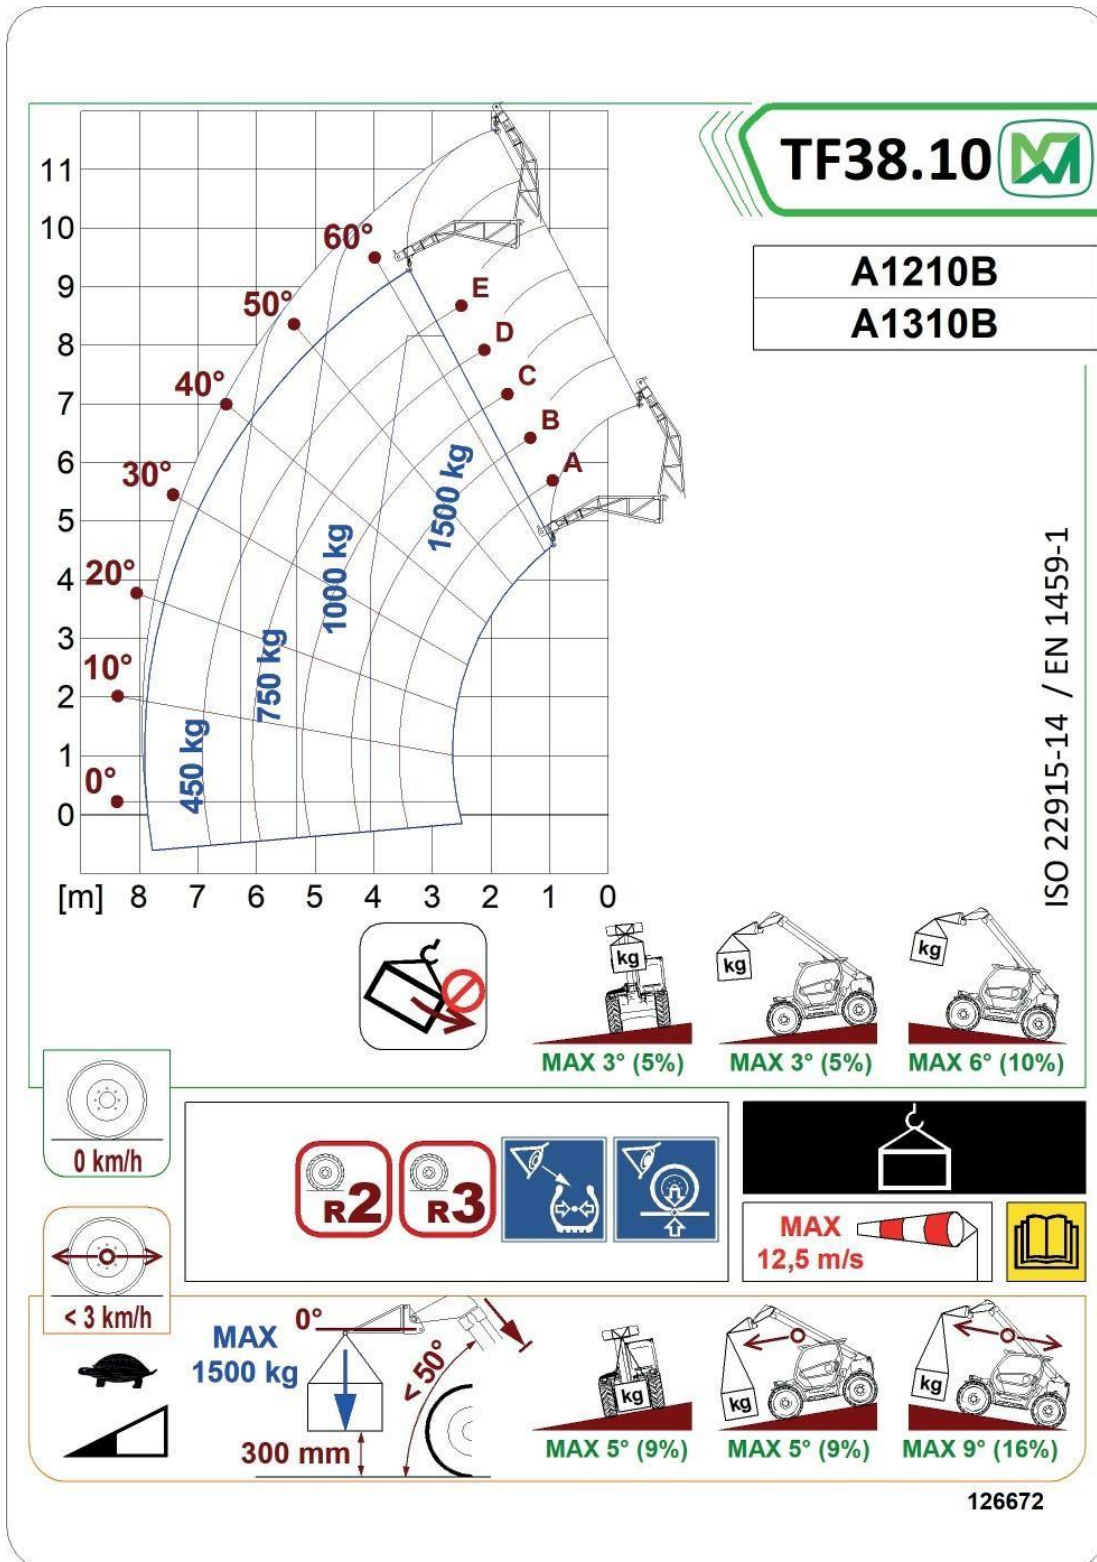 TF38.10
A1210B
A1310B
11
10
9
8
7
6
5
4
3
2
1
0
60°
50°
40°
30°
20°
10°
0°
E
D
C
B
A
1500 kg
1000 kg
750 kg
450 kg
[m] 8 7 6 5 4 3 2 1 0
ISO 22915-14 / EN 1459-1
kg
kg
kg
MAX 3° (5%)
MAX 3° (5%)
MAX 6° (10%)
0 km/h
R2
R3
MAX
12,5 m/s
< 3 km/h
MAX
1500 kg
0°
< 50°
300 mm
kg
kg
kg
MAX 5° (9%)
MAX 5° (9%)
MAX 9° (16%)
126672